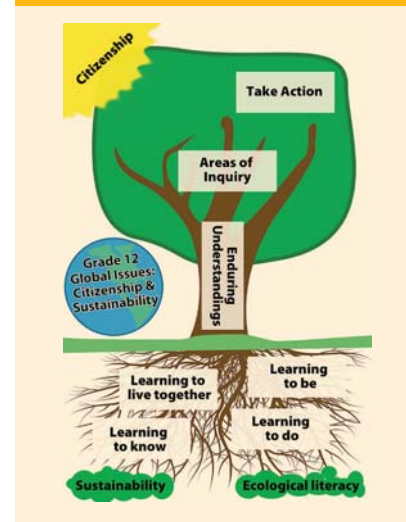 Citizenship
Take Action
Areas of
Inquiry
Enduring
Understandings
Grade 12
Global Issues:
Citizenship &
Sustainability
Learning to
live together
Learning
to be
Learning
to know
Learning
to do
Sustainability
Ecological literacy